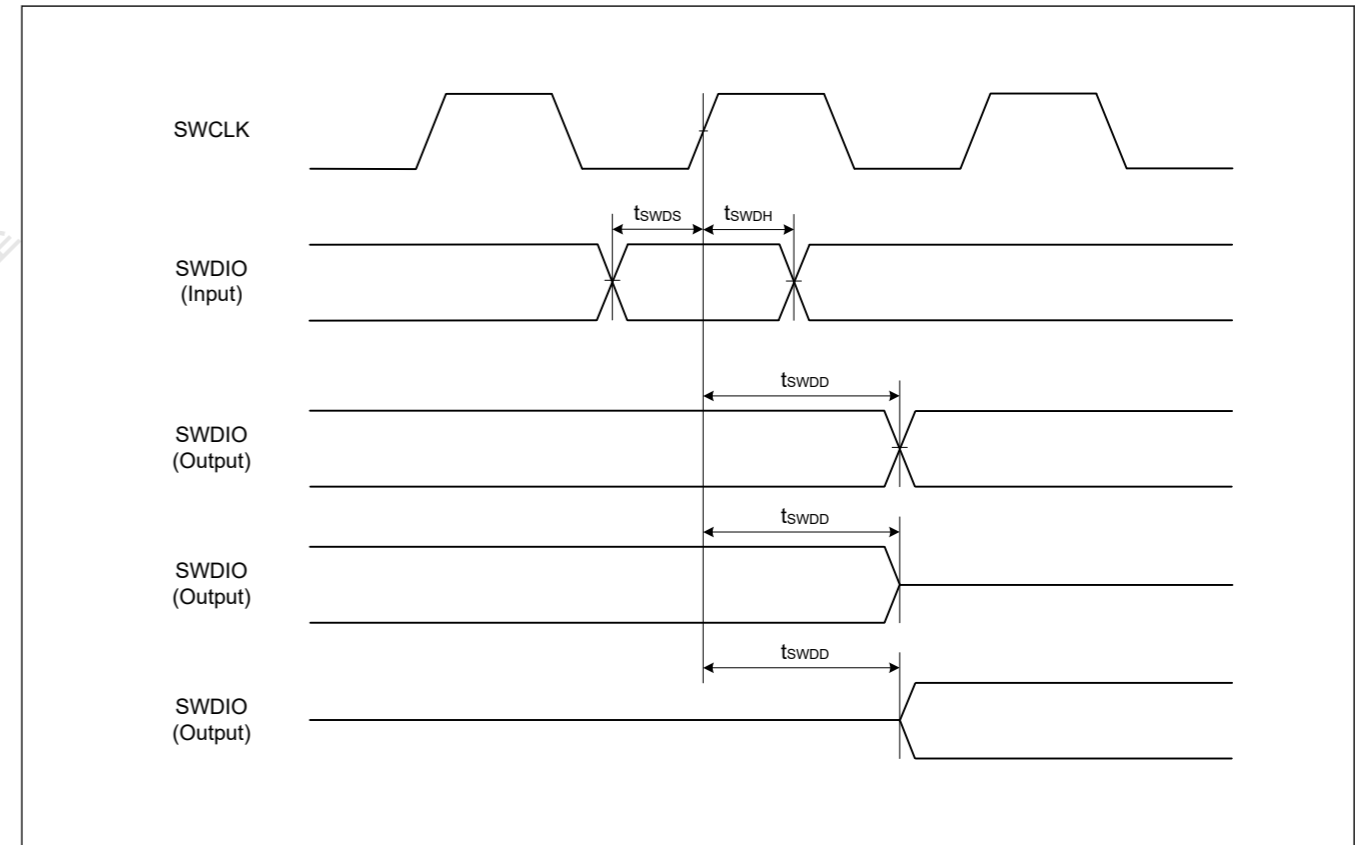 SWCLK
tSWDS tSWDH
SWDIO
(Input)
tSWDD
SWDIO
(Output)
tSWDD
SWDIO
(Output)
tSWDD
SWDIO
(Output)